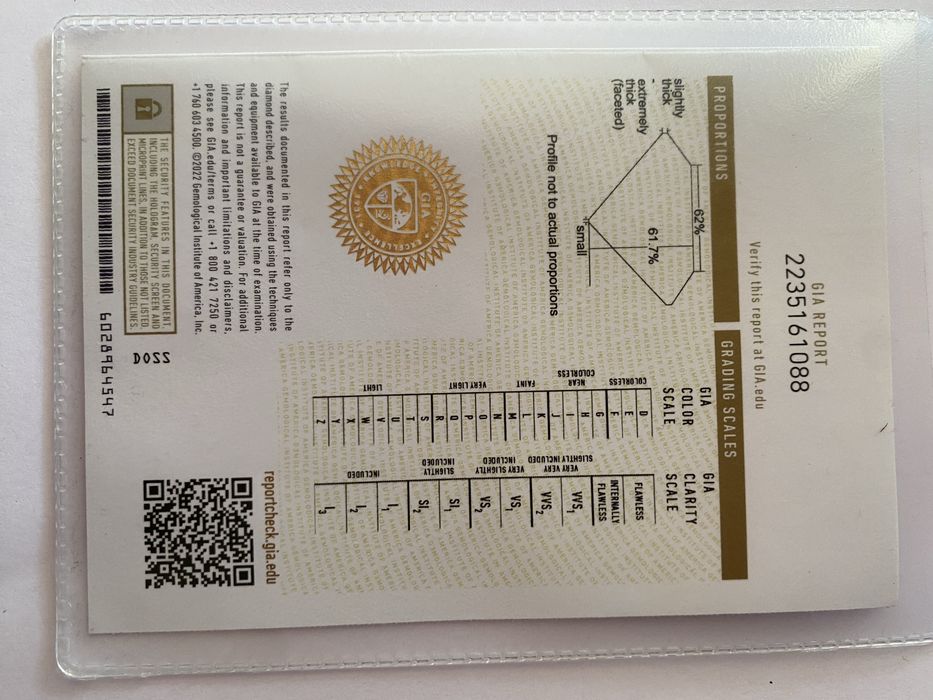 GIA REPORT
2235161088
Verify this report at GIA.edu
PROPORTIONS
62%
61.7%
slightly
thick
-
extremely
thick
(faceted)
small
Profile not to actual proportions
GRADING SCALES
GIA
COLOR
SCALE
COLORLESS
D
E
F
NEAR
COLORLESS
G
H
I
J
FAINT
K
L
M
VERY LIGHT
N
O
P
Q
R
LIGHT
S
T
U
V
W
X
Y
Z
GIA
CLARITY
SCALE
FLAWLESS
INTERNALLY
FLAWLESS
VERY VERY
SLIGHTLY INCLUDED
VVS1
VVS2
VERY SLIGHTLY
INCLUDED
VS1
VS2
SLIGHTLY
INCLUDED
SI1
SI2
INCLUDED
I1
I2
I3
GIA
EXCELLENCE
The results documented in this report refer only to the
diamond described, and were obtained using the techniques
and equipment available to GIA at the time of examination.
This report is not a guarantee or valuation. For additional
information and important limitations and disclaimers,
please see GIA.edu/terms or call +1 800 421 7250 or
+1 760 603 4500. ©2022 Gemological Institute of America, Inc.
reportcheck.gia.edu
THE SECURITY FEATURES IN THIS DOCUMENT,
INCLUDING THE HOLOGRAM, SECURITY SCREEN AND
MICROPRINT LINES, IN ADDITION TO THOSE NOT LISTED,
EXCEED DOCUMENT SECURITY INDUSTRY GUIDELINES.
DOSS
6028964547